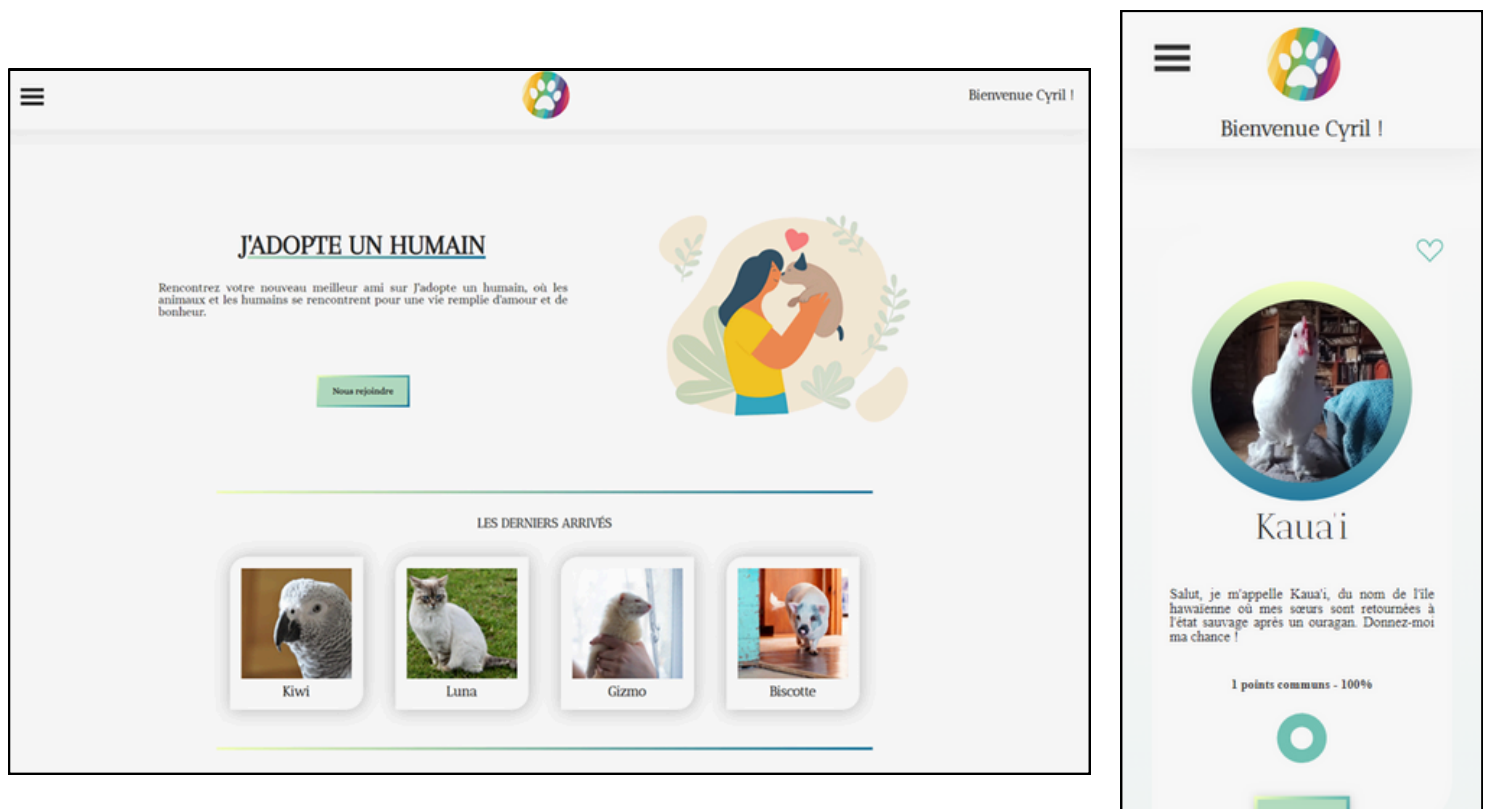 Bienvenue Cyril !
J'ADOPTE UN HUMAIN
Rencontrez votre nouveau meilleur ami sur J'adopte un humain, où les
animaux et les humains se rencontrent pour une vie remplie d'amour et de
bonheur.
Nous rejoindre
LES DERNIERS ARRIVÉS
Kiwi
Luna
Gizmo
Biscotte
Bienvenue Cyril !
Kaua'i
Salut, je m'appelle Kaua'i, du nom de l'île
hawaïenne où mes sœurs sont retournées à
l'état sauvage après un ouragan. Donnez-moi
ma chance !
1 points communs - 100%